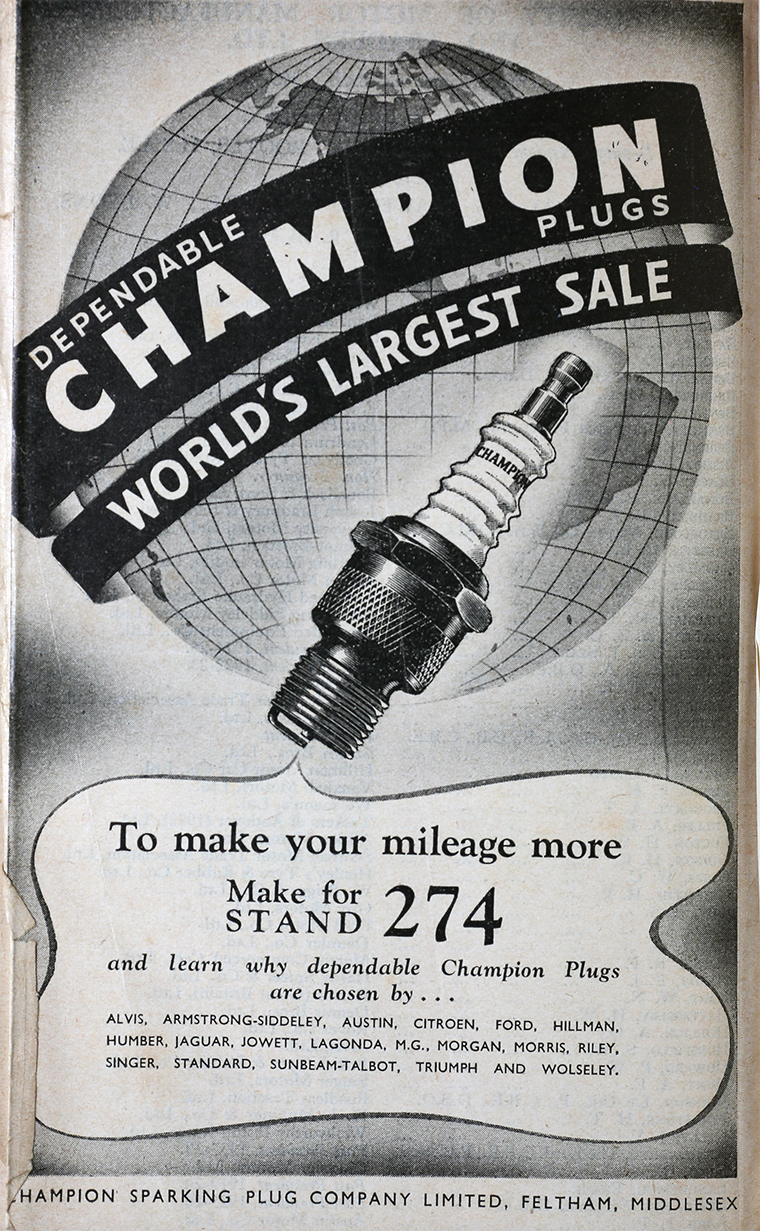 DEPENDABLE
CHAMPION
PLUGS
WORLD'S LARGEST SALE
CHAMPION
To make your mileage more
Make for
STAND 274
and learn why dependable Champion Plugs
are chosen by . . .
ALVIS, ARMSTRONG-SIDDELEY, AUSTIN, CITROEN, FORD, HILLMAN,
HUMBER, JAGUAR, JOWETT, LAGONDA, M.G., MORGAN, MORRIS, RILEY,
SINGER, STANDARD, SUNBEAM-TALBOT, TRIUMPH AND WOLSELEY.
CHAMPION SPARKING PLUG COMPANY LIMITED, FELTHAM, MIDDLESEX